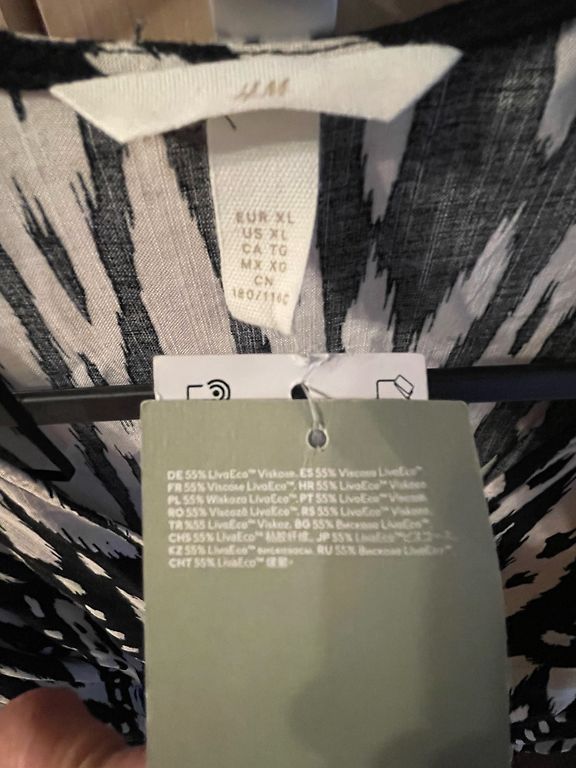 H&M
EUR XL
US XL
CA TG
MX XG
CN
180/116C
DE 55% LivaEco™ Viskose. ES 55% Viscosa LivaEco™
FR 55% Viscose LivaEco™. HR 55% LivaEco™ Viskoza
PL 55% Wiskoza LivaEco™. PT 55% LivaEco™ Viscose
RO 55% Viscoză LivaEco™. RS 55% LivaEco™ Viskoza.
TR %55 LivaEco™ Viskoz. BG 55% Вискоза LivaEco™
CHS 55% LivaEco™ 粘胶纤维. JP 55% LivaEco™ビスコース.
KZ 55% LivaEco™ RU 55% Вискоза LivaEco™
CHT 55% LivaEco™